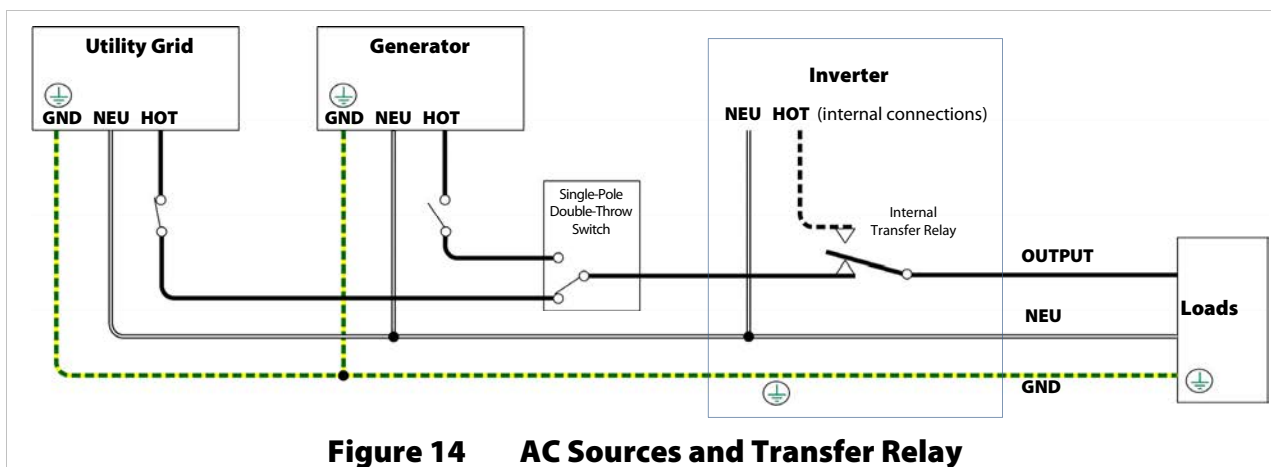 Utility Grid
GND NEU HOT
Generator
GND NEU HOT
Single-Pole
Double-Throw
Switch
Inverter
NEU HOT (internal connections)
Internal
Transfer Relay
OUTPUT
NEU
GND
Loads
Figure 14 AC Sources and Transfer Relay